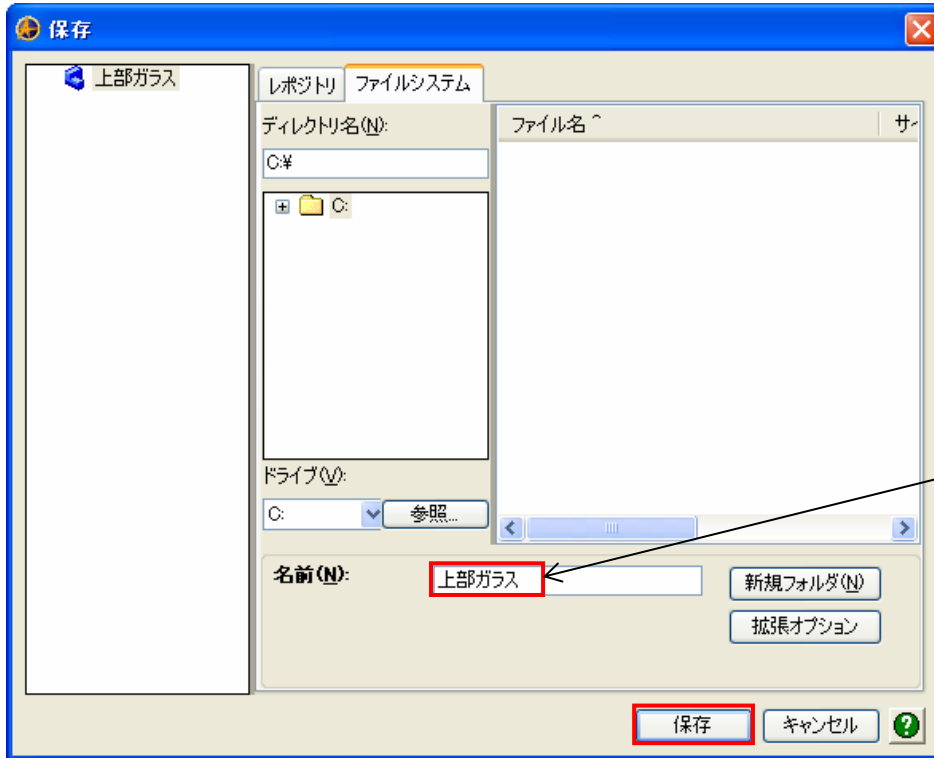 保存
上部ガラス
レポジトリ ファイルシステム
ディレクトリ名(N):
C:¥
C:
ファイル名 ^ サイ
ドライブ(V):
C: 参照...
名前(N): 上部ガラス
新規フォルダ(N)
拡張オプション
保存 キャンセル ?